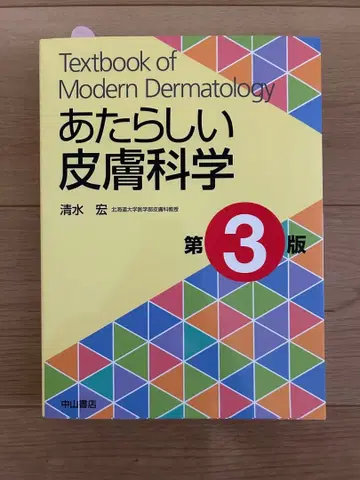 Textbook of
Modern Dermatology
あたらしい
皮膚科学
清水 宏 北海道大学医学部皮膚科教授
第3版
中山書店